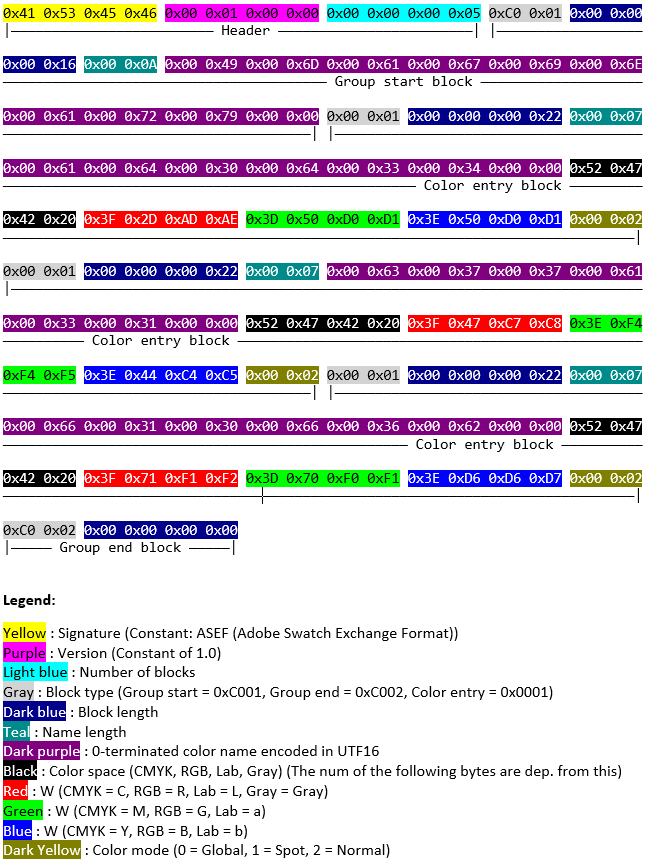 0x41 0x53 0x45 0x46 0x00 0x01 0x00 0x00 0x00 0x00 0x00 0x05 0xC0 0x01 0x00 0x00
Header
0x00 0x16 0x00 0x0A 0x00 0x49 0x00 0x6D 0x00 0x61 0x00 0x67 0x00 0x69 0x00 0x6E
Group start block
0x00 0x61 0x00 0x72 0x00 0x79 0x00 0x00 0x00 0x01 0x00 0x00 0x00 0x22 0x00 0x07
0x00 0x61 0x00 0x64 0x00 0x30 0x00 0x64 0x00 0x33 0x00 0x34 0x00 0x00 0x52 0x47
Color entry block
0x42 0x20 0x3F 0x2D 0xAD 0xAE 0x3D 0x50 0xD0 0xD1 0x3E 0x50 0xD0 0xD1 0x00 0x02
0x00 0x01 0x00 0x00 0x00 0x22 0x00 0x07 0x00 0x63 0x00 0x37 0x00 0x37 0x00 0x61
0x00 0x33 0x00 0x31 0x00 0x00 0x52 0x47 0x42 0x20 0x3F 0x47 0xC7 0xC8 0x3E 0xF4
Color entry block
0xF4 0xF5 0x3E 0x44 0xC4 0xC5 0x00 0x02 0x00 0x01 0x00 0x00 0x00 0x22 0x00 0x07
0x00 0x66 0x00 0x31 0x00 0x30 0x00 0x66 0x00 0x36 0x00 0x62 0x00 0x00 0x52 0x47
Color entry block
0x42 0x20 0x3F 0x71 0xF1 0xF2 0x3D 0x70 0xF0 0xF1 0x3E 0xD6 0xD6 0xD7 0x00 0x02
0xC0 0x02 0x00 0x00 0x00 0x00
Group end block
Legend:
Yellow : Signature (Constant: ASEF (Adobe Swatch Exchange Format))
Purple : Version (Constant of 1.0)
Light blue : Number of blocks
Gray : Block type (Group start = 0xC001, Group end = 0xC002, Color entry = 0x0001)
Dark blue : Block length
Teal : Name length
Dark purple : 0-terminated color name encoded in UTF16
Black : Color space (CMYK, RGB, Lab, Gray) (The num of the following bytes are dep. from this)
Red : W (CMYK = C, RGB = R, Lab = L, Gray = Gray)
Green : W (CMYK = M, RGB = G, Lab = a)
Blue : W (CMYK = Y, RGB = B, Lab = b)
Dark Yellow : Color mode (0 = Global, 1 = Spot, 2 = Normal)